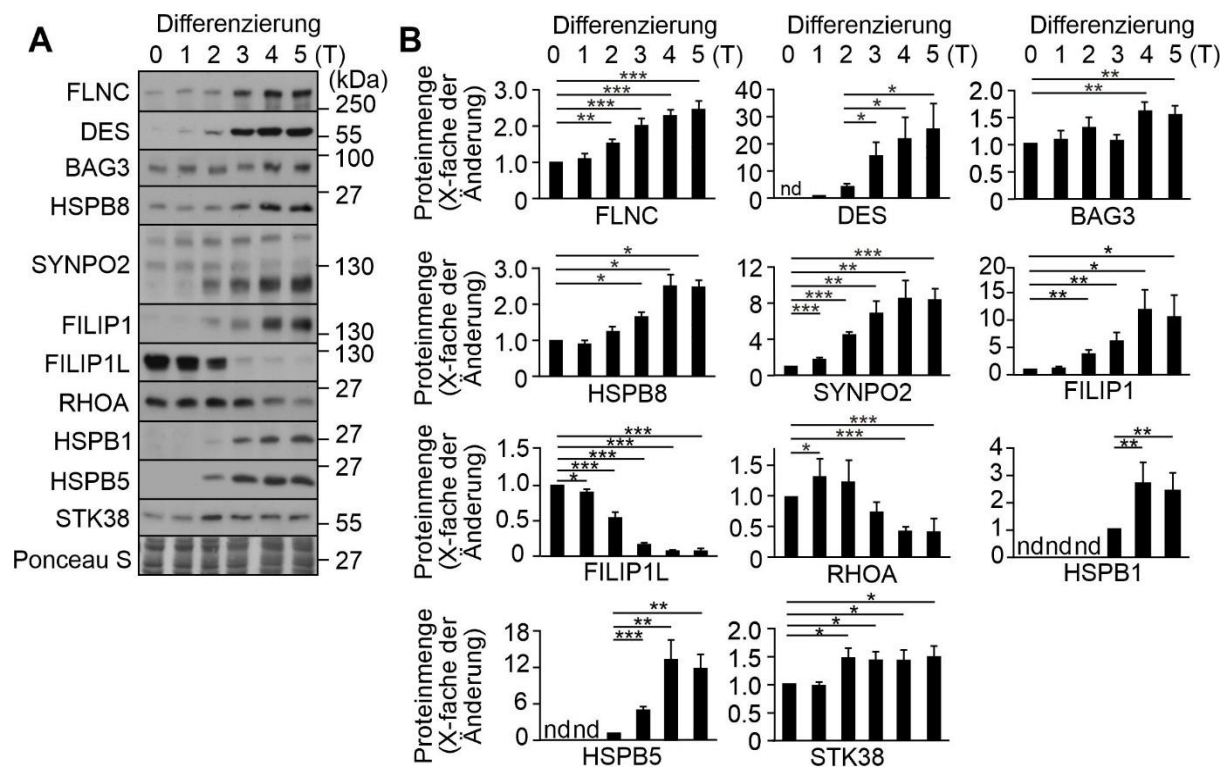 A
Differenzierung
0 1 2 3 4 5 (T)
(kDa)
FLNC
250
DES
55
BAG3
100
HSPB8
27
SYNPO2
130
FILIP1
130
FILIP1L
130
RHOA
27
HSPB1
27
HSPB5
27
STK38
55
Ponceau S
27
B
Differenzierung
0 1 2 3 4 5 (T)
Differenzierung
0 1 2 3 4 5 (T)
Differenzierung
0 1 2 3 4 5 (T)
Proteinmenge
(X-fache der
Änderung)
3.0
2.0
1.0
0
**
***
***
***
FLNC
40
30
20
10
0
nd
*
*
*
DES
2.0
1.5
1.0
0.5
0
**
**
BAG3
Proteinmenge
(X-fache der
Änderung)
3.0
2.0
1.0
0
*
*
*
HSPB8
12
8
4
0
***
**
**
***
***
SYNPO2
20
15
10
5
0
*
*
**
**
FILIP1
Proteinmenge
(X-fache der
Änderung)
1.5
1.0
0.5
0
***
***
***
***
*
FILIP1L
1.5
1.0
0.5
0
***
***
*
RHOA
4
3
2
1
0
ndndnd
**
**
HSPB1
Proteinmenge
(X-fache der
Änderung)
18
12
6
0
ndnd
**
**
***
HSPB5
2.0
1.5
1.0
0.5
0
*
*
*
*
STK38